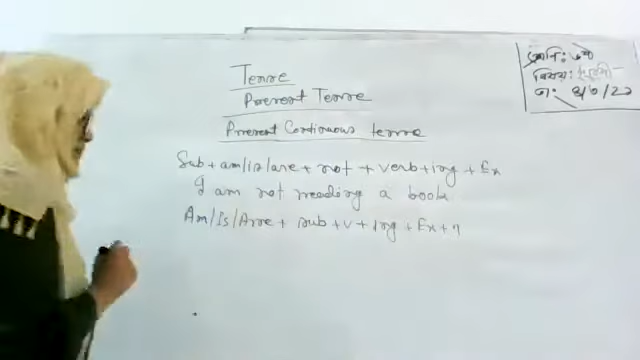 Tense
Present Tense
Present Continuous tense
Sub + am/is/are + not + verb + ing + Ex
I am not reading a book
Am/Is/Are + sub + v + ing + Ex + ?
শ্রেণি: ৬ষ্ঠ
বিষয়: ইংরেজি